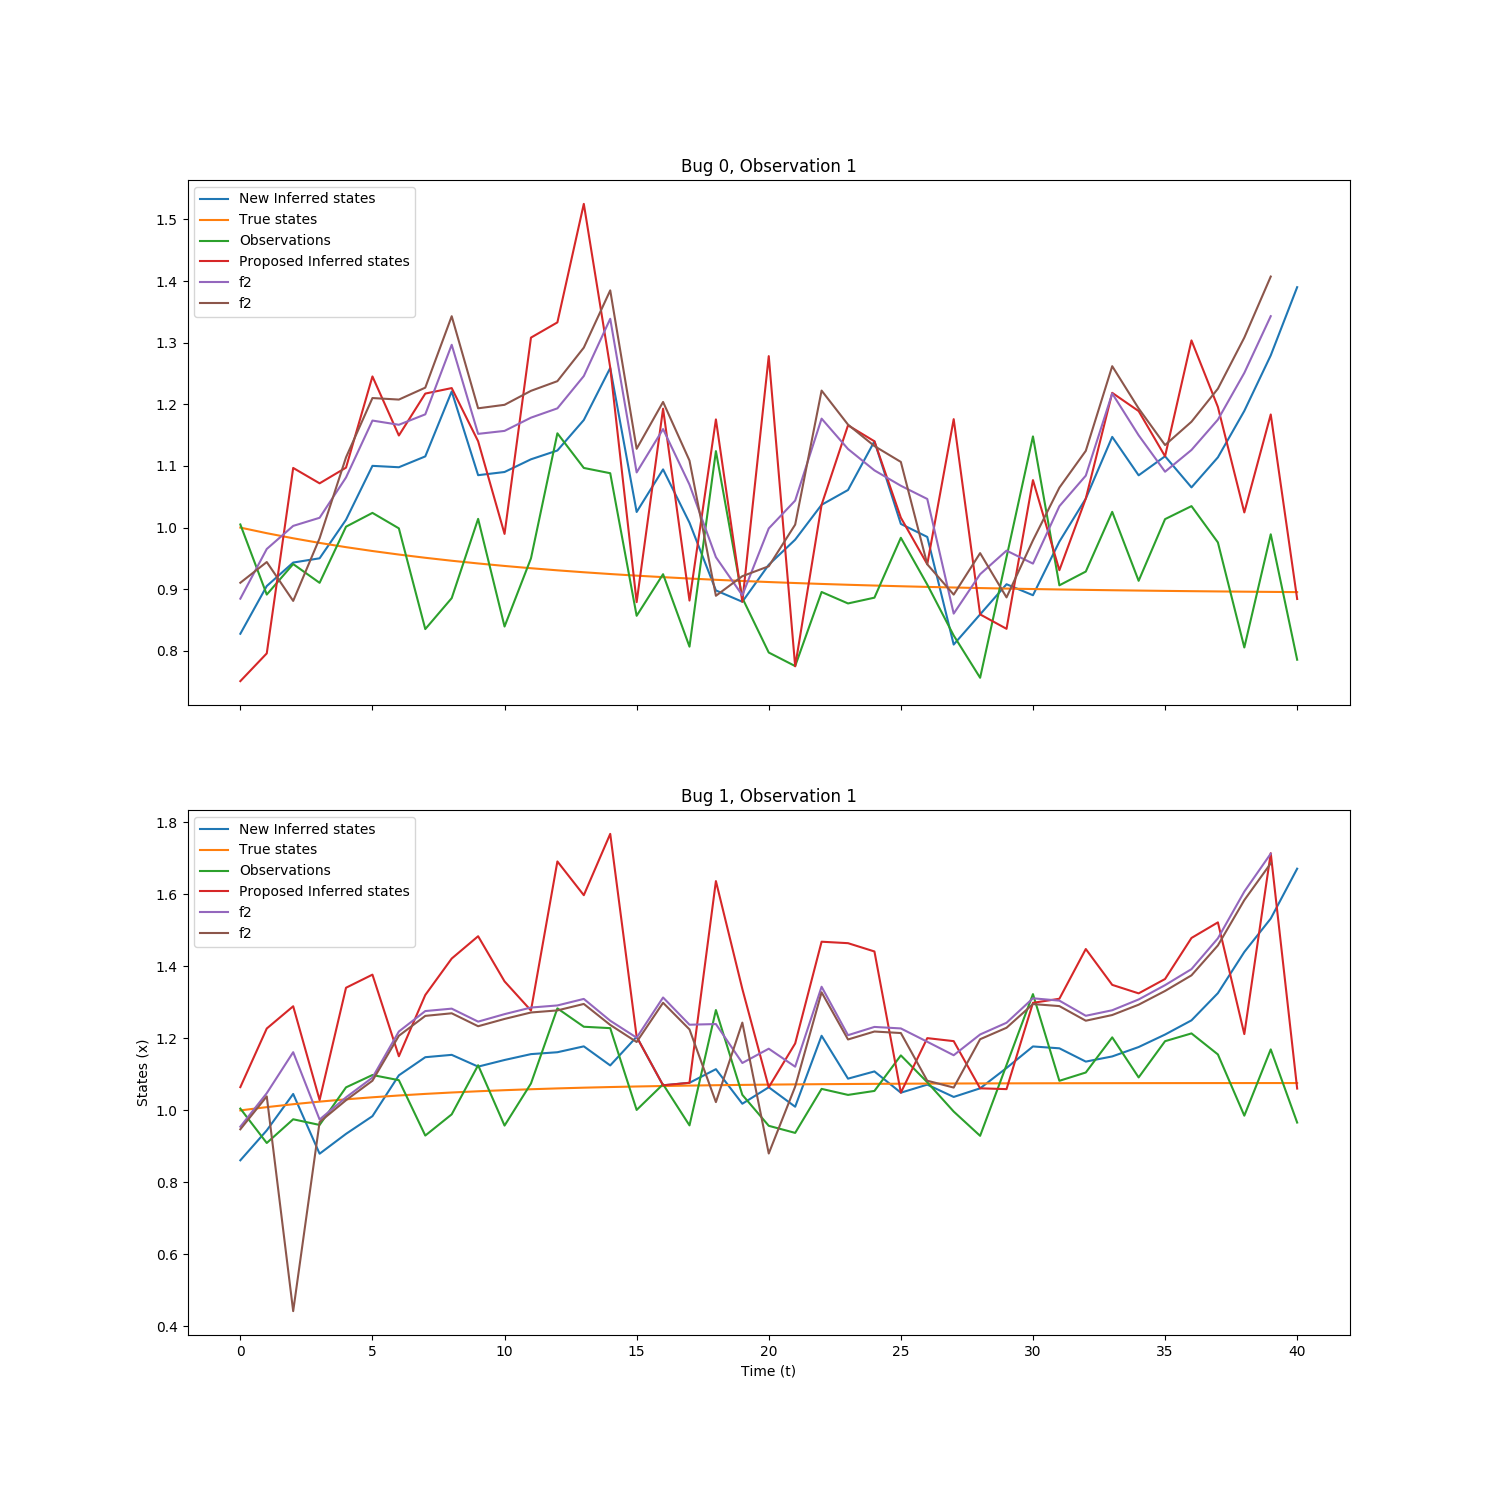 Bug 0, Observation 1
New Inferred states
True states
Observations
Proposed Inferred states
f2
f2
1.5
1.4
1.3
1.2
1.1
1.0
0.9
0.8
Bug 1, Observation 1
New Inferred states
True states
Observations
Proposed Inferred states
f2
f2
1.8
1.6
1.4
1.2
1.0
0.8
0.6
0.4
States (x)
0 5 10 15 20 25 30 35 40
Time (t)